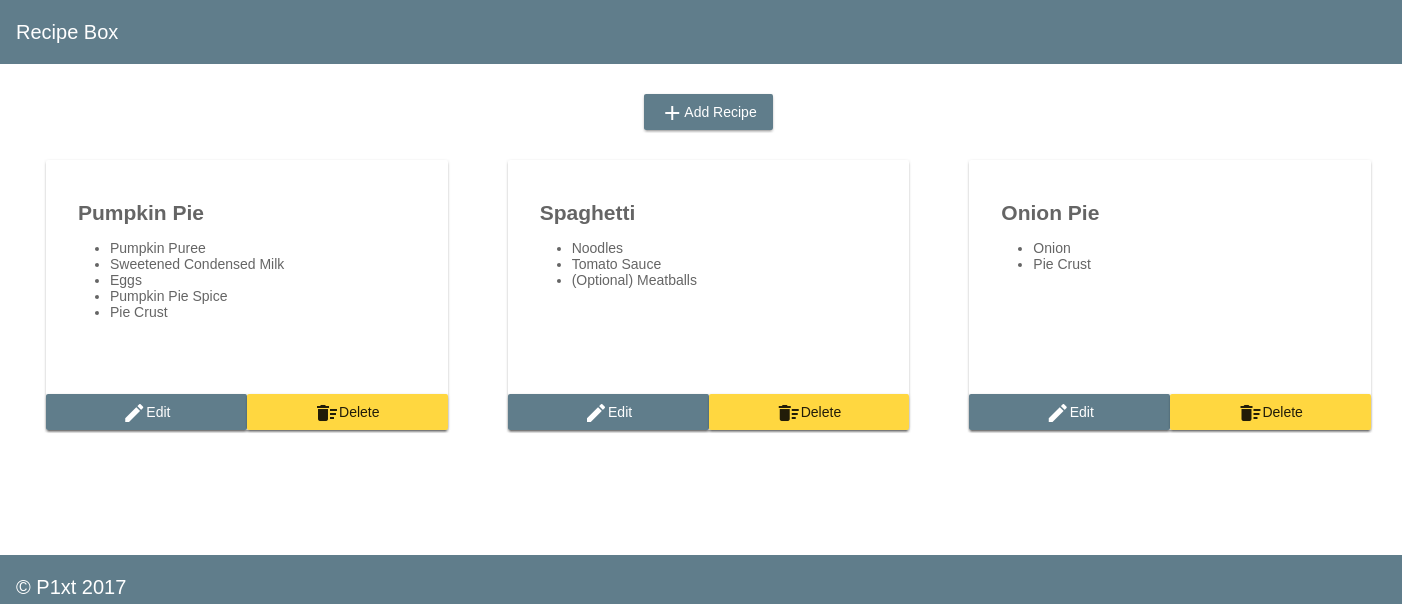 Recipe Box
Add Recipe
Pumpkin Pie
Pumpkin Puree
Sweetened Condensed Milk
Eggs
Pumpkin Pie Spice
Pie Crust
Edit
Delete
Spaghetti
Noodles
Tomato Sauce
(Optional) Meatballs
Edit
Delete
Onion Pie
Onion
Pie Crust
Edit
Delete
© P1xt 2017